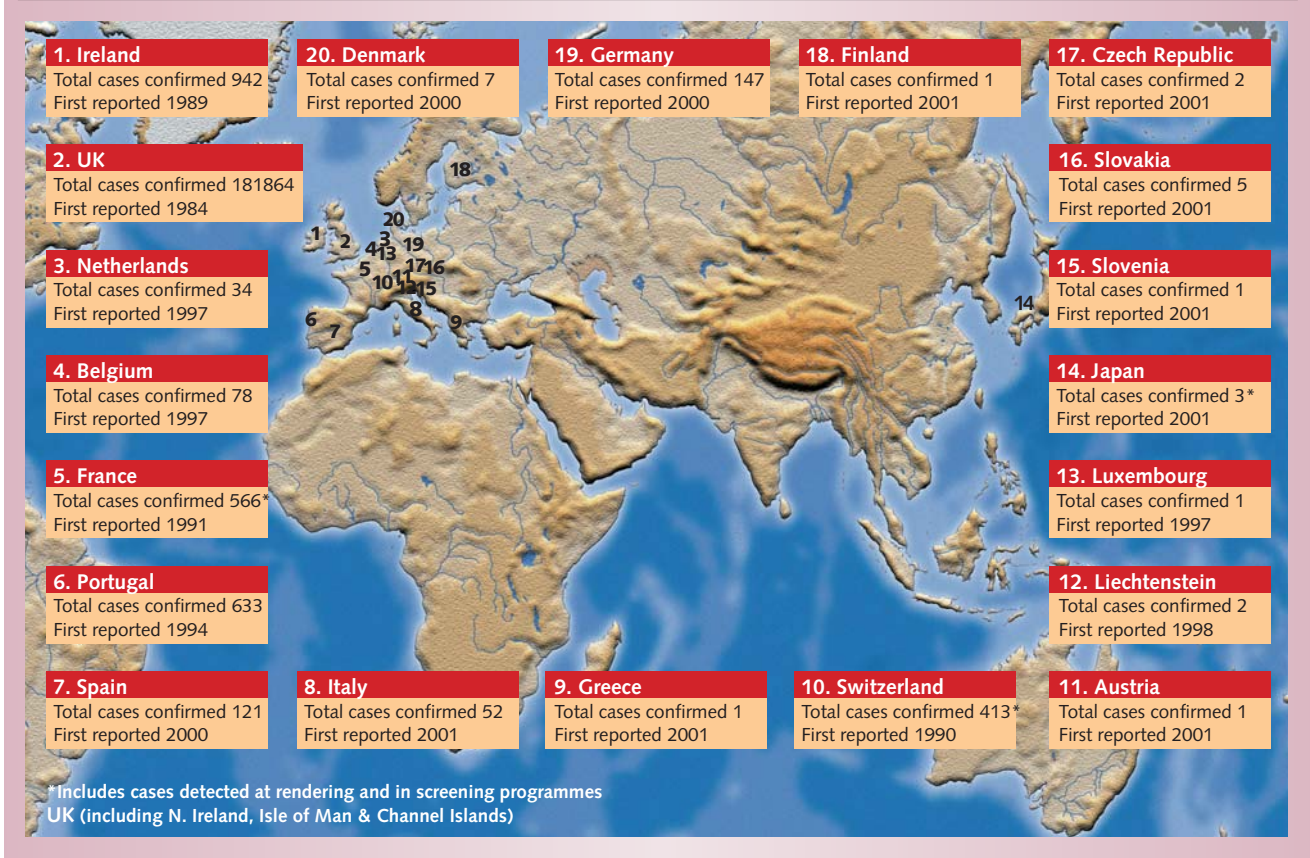 1. Ireland
Total cases confirmed 942
First reported 1989
20. Denmark
Total cases confirmed 7
First reported 2000
19. Germany
Total cases confirmed 147
First reported 2000
18. Finland
Total cases confirmed 1
First reported 2001
17. Czech Republic
Total cases confirmed 2
First reported 2001
2. UK
Total cases confirmed 181864
First reported 1984
16. Slovakia
Total cases confirmed 5
First reported 2001
3. Netherlands
Total cases confirmed 34
First reported 1997
15. Slovenia
Total cases confirmed 1
First reported 2001
4. Belgium
Total cases confirmed 78
First reported 1997
14. Japan
Total cases confirmed 3*
First reported 2001
5. France
Total cases confirmed 566*
First reported 1991
13. Luxembourg
Total cases confirmed 1
First reported 1997
6. Portugal
Total cases confirmed 633
First reported 1994
12. Liechtenstein
Total cases confirmed 2
First reported 1998
7. Spain
Total cases confirmed 121
First reported 2000
8. Italy
Total cases confirmed 52
First reported 2001
9. Greece
Total cases confirmed 1
First reported 2001
10. Switzerland
Total cases confirmed 413*
First reported 1990
11. Austria
Total cases confirmed 1
First reported 2001
18
20
1
2
3
4
13
19
5
17
16
10
11
12
15
8
6
7
9
14
*Includes cases detected at rendering and in screening programmes
UK (including N. Ireland, Isle of Man & Channel Islands)